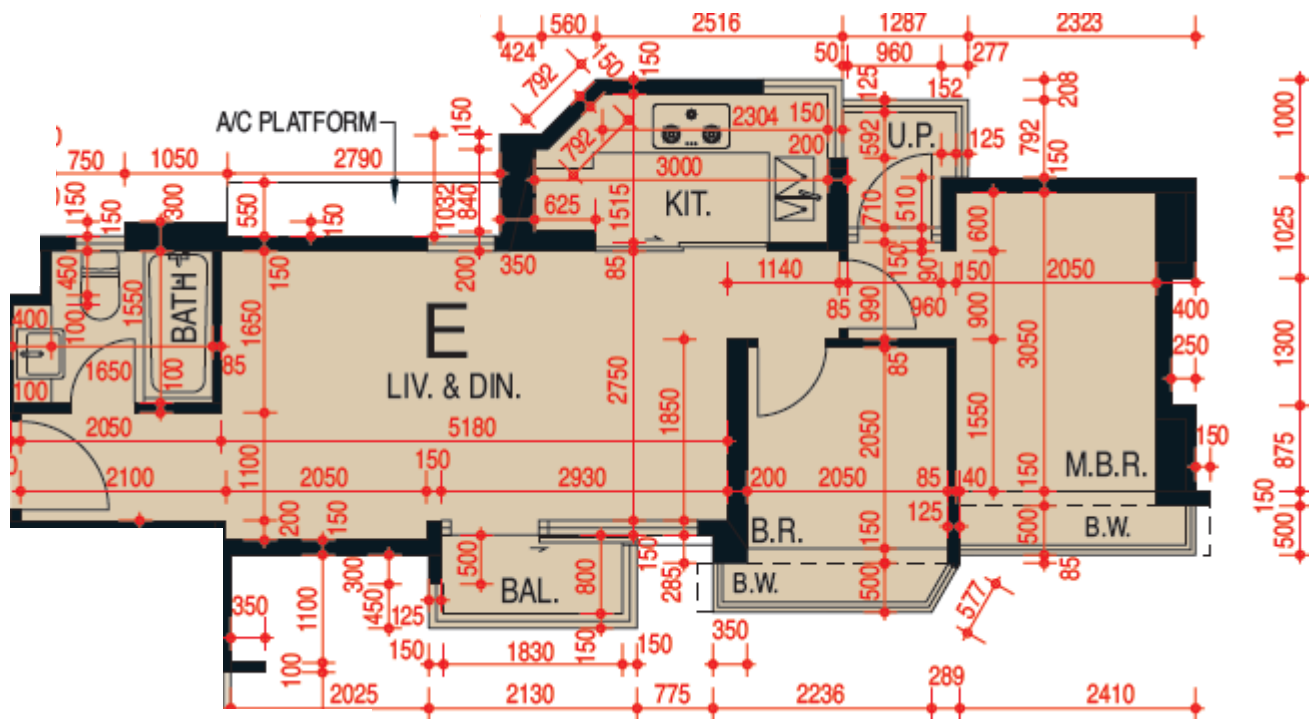 560 2516 1287 2323
424 50 960 277
792 150 150 125 152 208 1000
A/C PLATFORM 150 2304 150 592 U.P. 125 792
750 1050 2790 792 3000 200 150
150 150 300 550 150 1032 840 625 1515 KIT. 710 510 600 1025
450 150 200 350 85 1140 150 90 150 2050
100 1550 BATH 1650 E 85 990 960 900 400
400 1650 85 2750 3050 250 1300
100 100 LIV. & DIN. 1850 85
2050 5180 2050 1550 150 875
2100 1100 2050 150 2930 200 2050 85 140 150 M.B.R.
200 150 B.R. 125 150
500 B.W. 500
300 500 800 150 285 150 85
350 1100 450 125 BAL. B.W. 500 577
100 150 1830 150 150 350
2025 2130 775 2236 289 2410